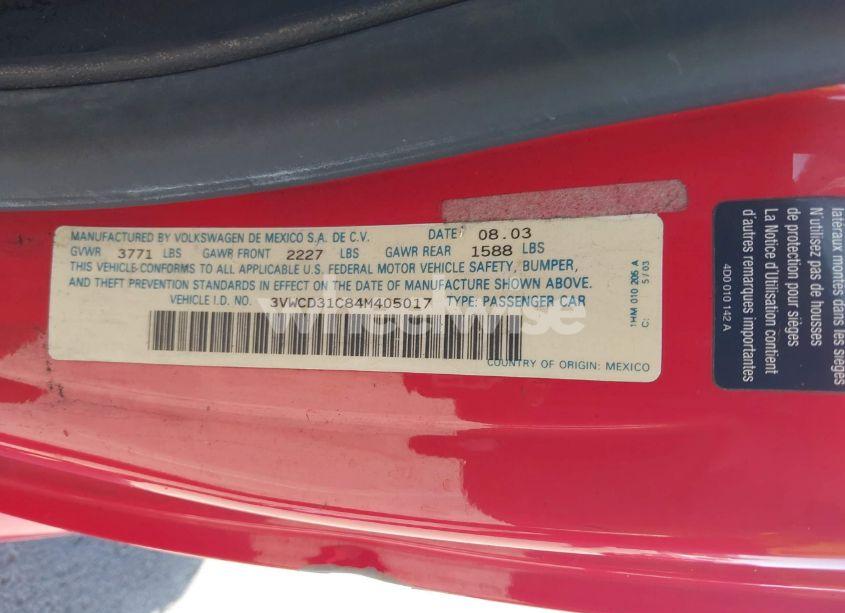 MANUFACTURED BY VOLKSWAGEN DE MEXICO S.A. DE C.V. DATE: 08.03
GVWR 3771 LBS GAWR FRONT 2227 LBS GAWR REAR 1588 LBS
THIS VEHICLE CONFORMS TO ALL APPLICABLE U.S. FEDERAL MOTOR VEHICLE SAFETY, BUMPER,
AND THEFT PREVENTION STANDARDS IN EFFECT ON THE DATE OF MANUFACTURE SHOWN ABOVE.
VEHICLE I.D. NO. 3VWCD31C84M405017 TYPE: PASSENGER CAR
COUNTRY OF ORIGIN: MEXICO
1HM 010 205 A
C: 5/03
wheelwise
4D0 010 142 A
latéraux montés dans les sièges
N'utilisez pas de housses
de protection pour sièges
La Notice d'Utilisation contient
d'autres remarques importantes